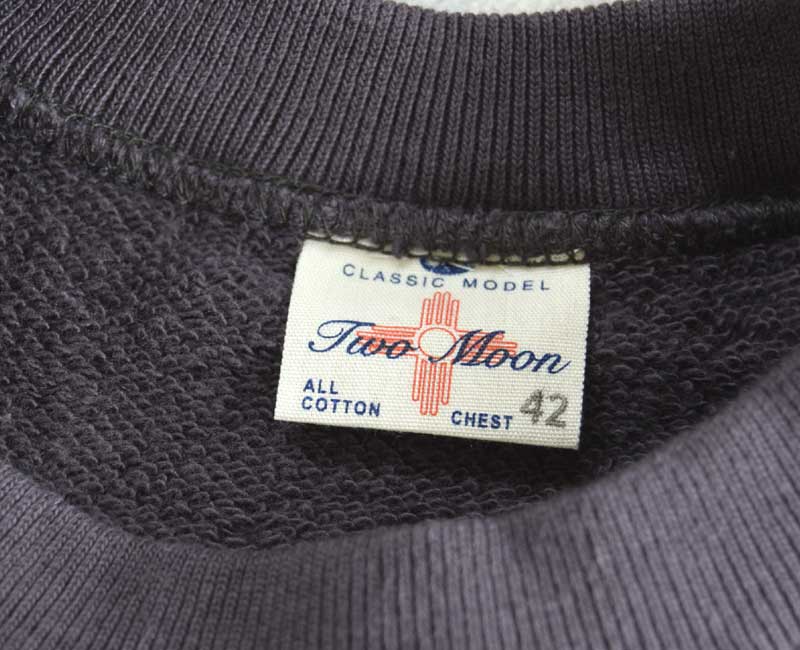 CLASSIC MODEL
Two Moon
ALL
COTTON
CHEST 42